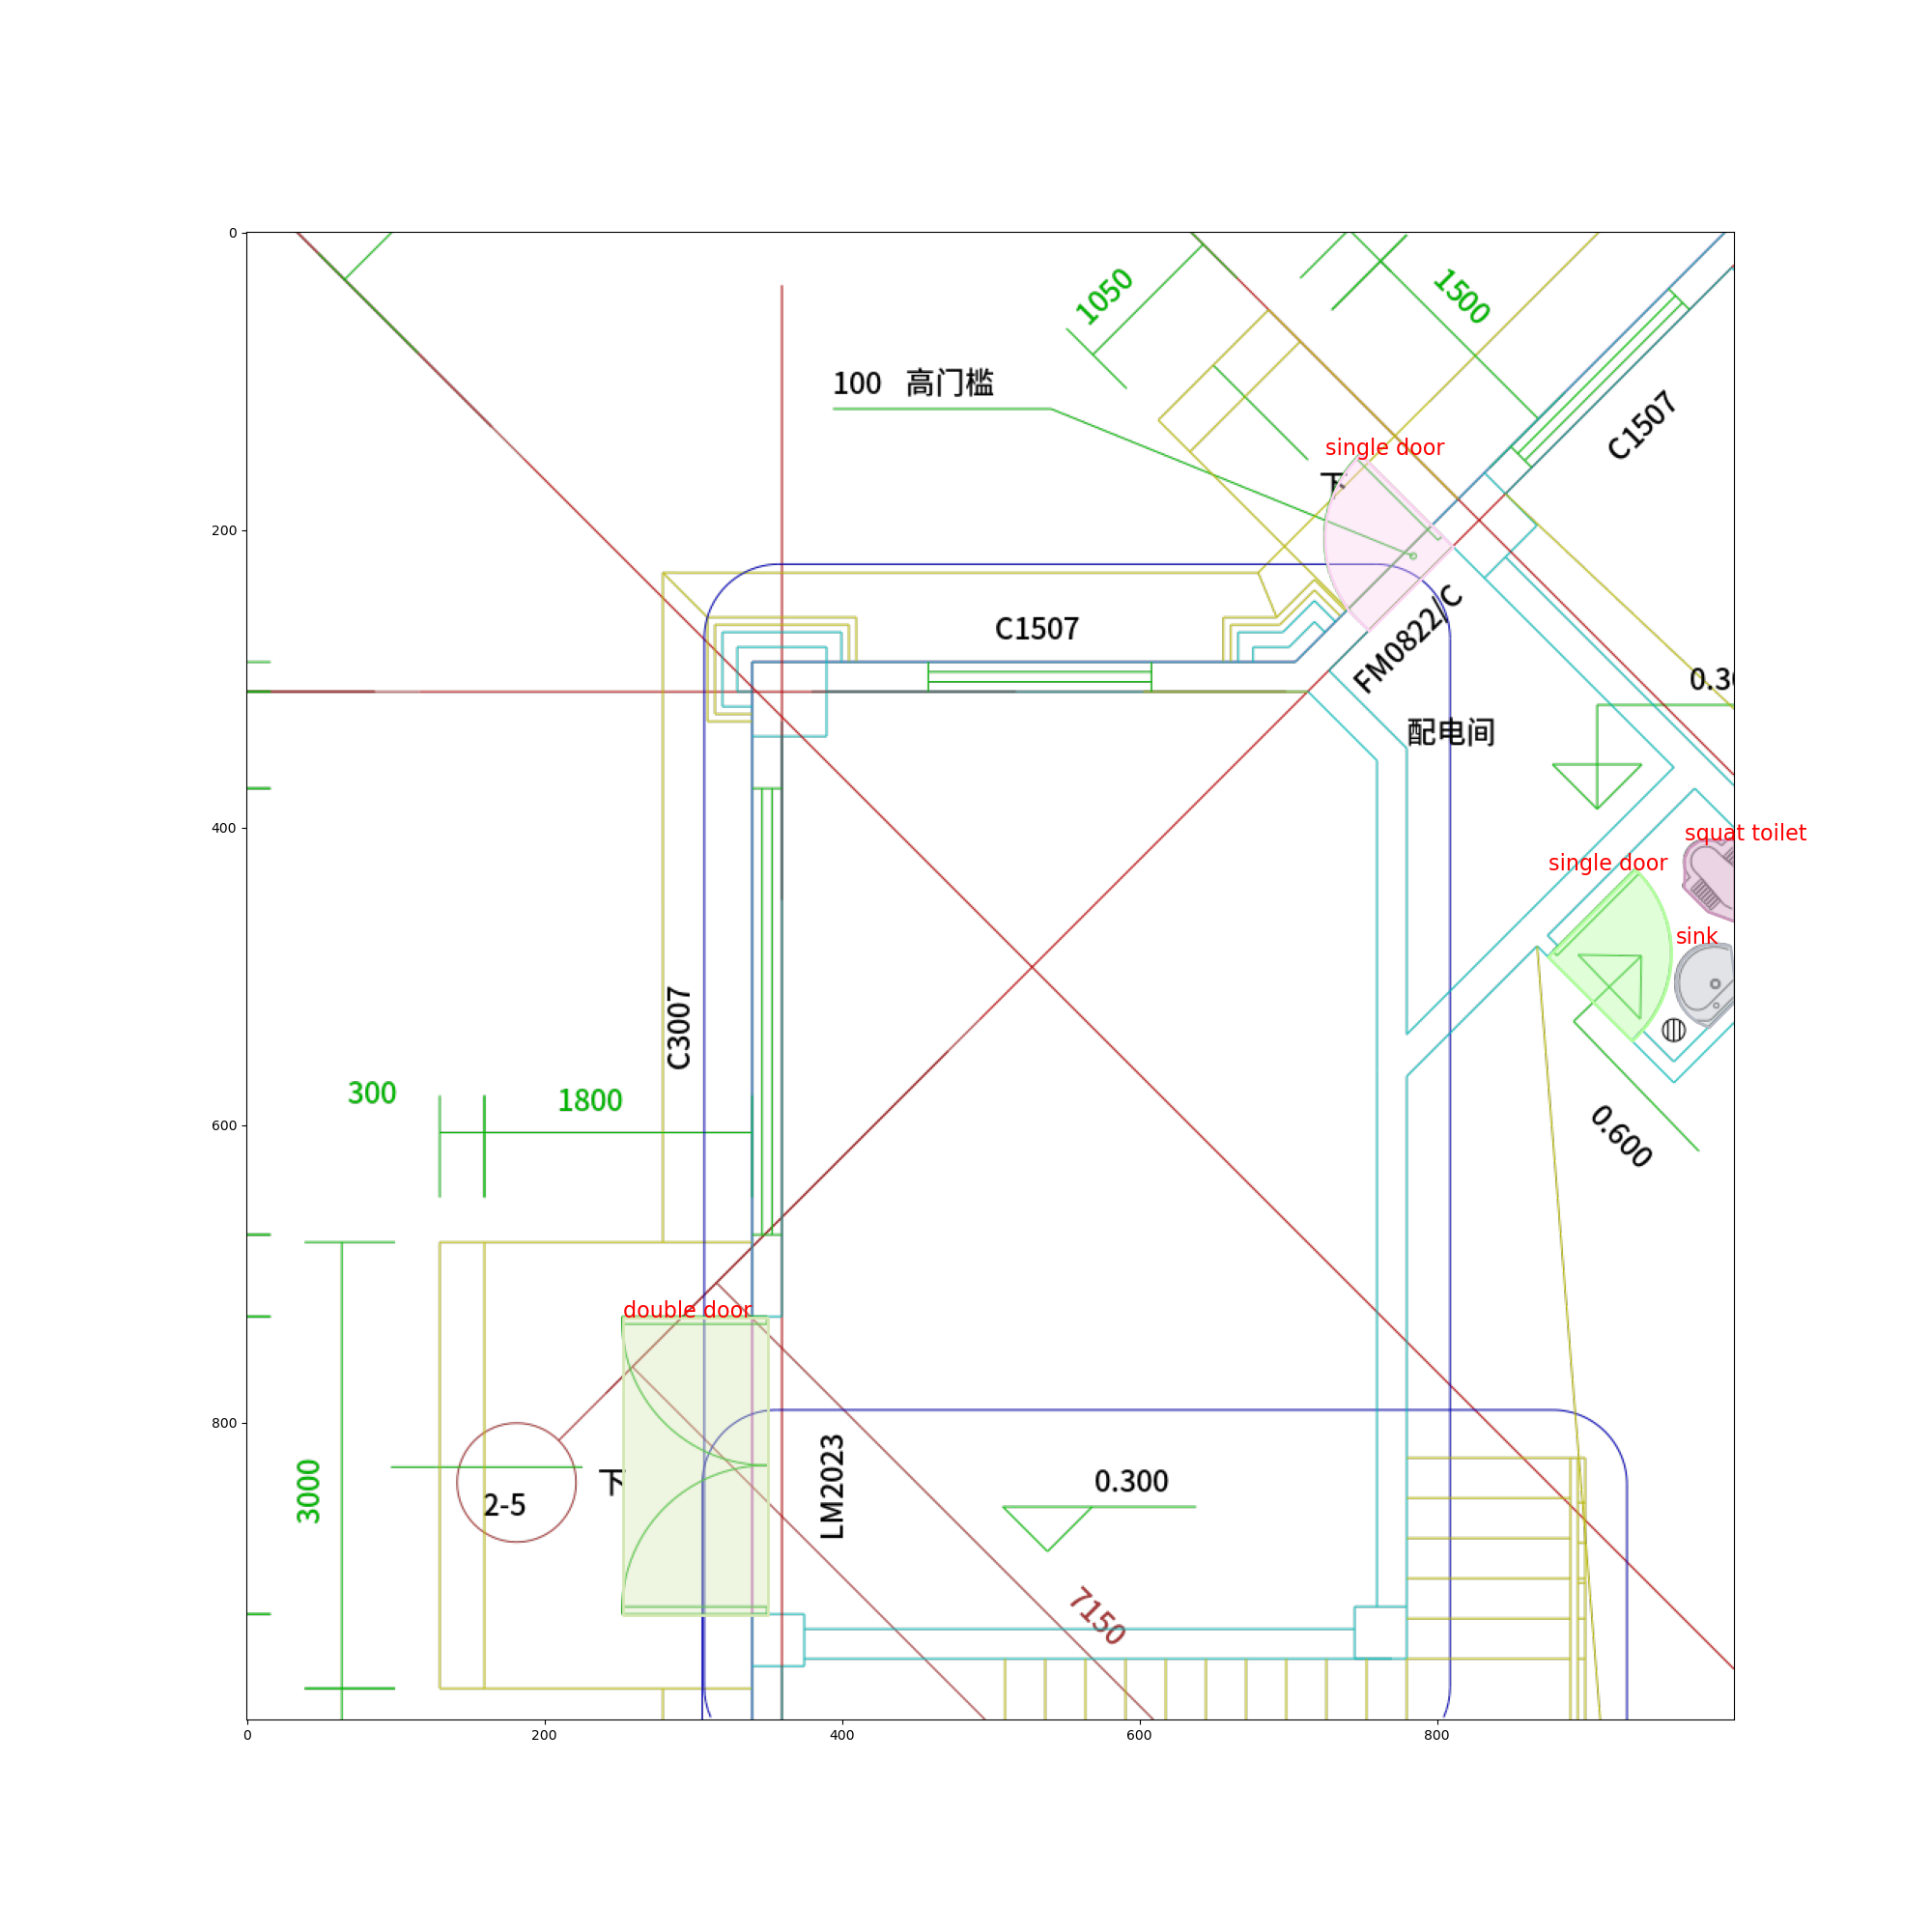 1050
1500
100 高门槛
C1507
single door
下
C1507
FM0822/C
0.30
配电间
squat toilet
single door
sink
C3007
300
1800
0.600
double door
3000
2-5
下
LM2023
0.300
7150
0
200
400
600
800
0
200
400
600
800